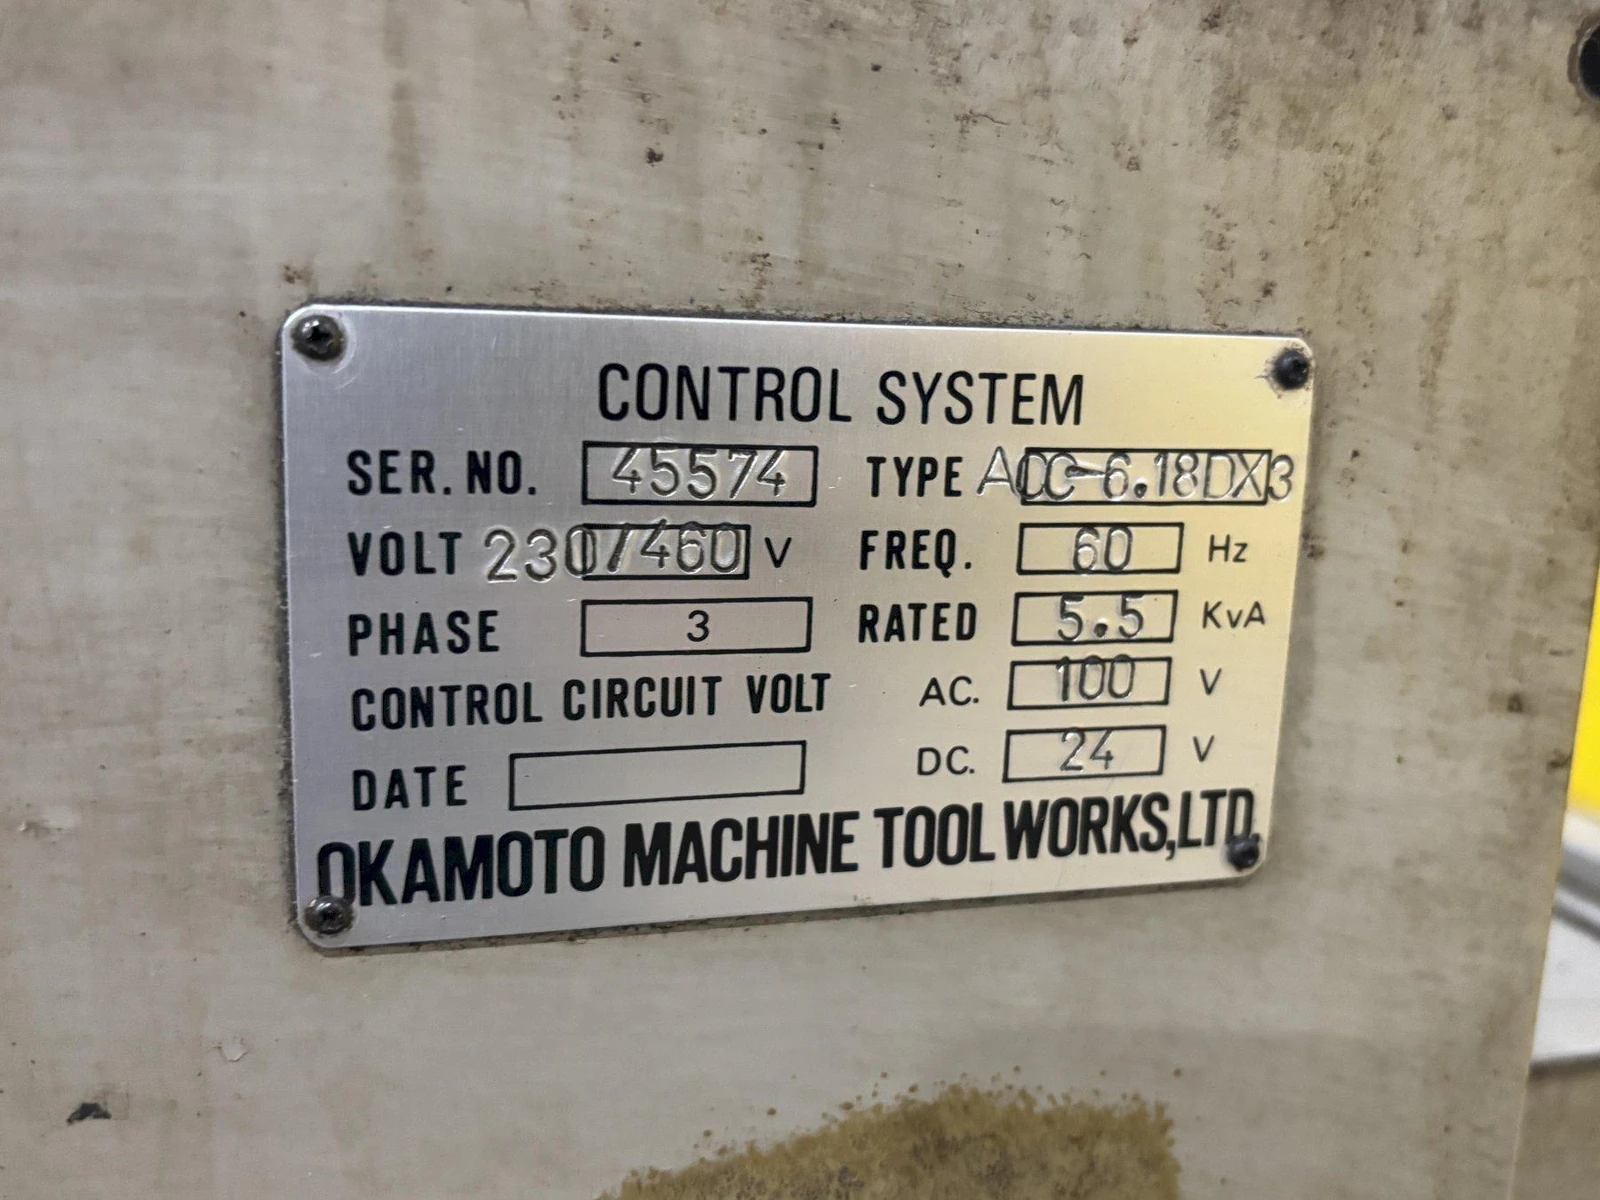 CONTROL SYSTEM
SER. NO. 45574 TYPE ACC-6.18DX3
VOLT 230/460 V FREQ. 60 Hz
PHASE 3 RATED 5.5 KvA
CONTROL CIRCUIT VOLT AC. 100 V
DATE DC. 24 V
OKAMOTO MACHINE TOOL WORKS,LTD.